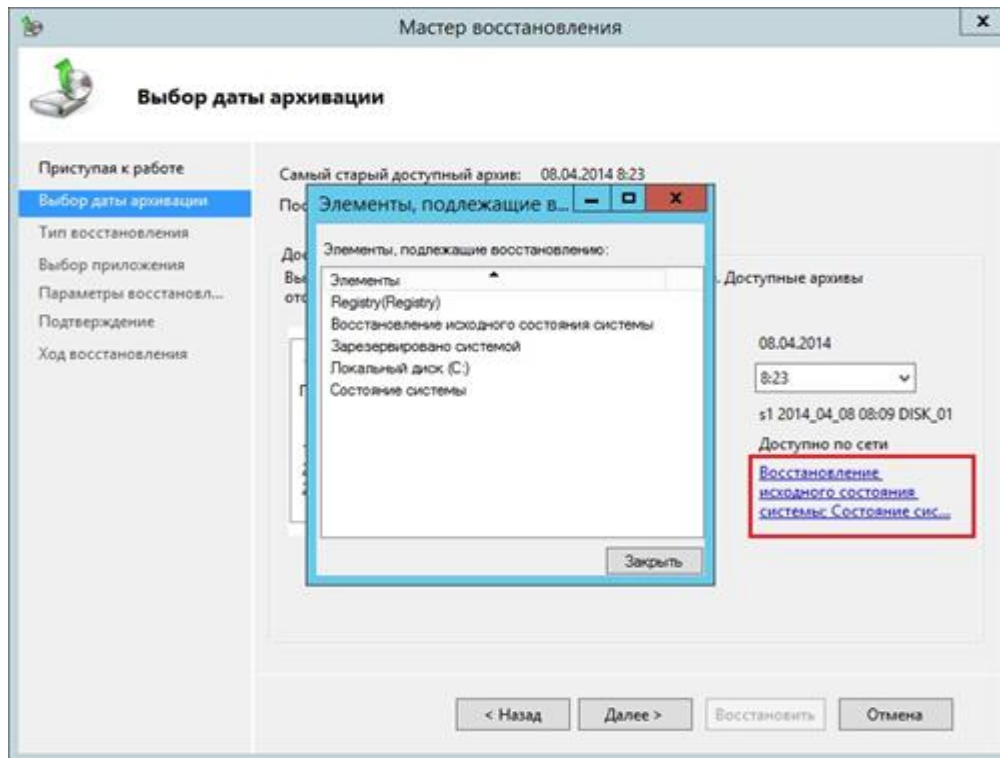 Мастер восстановления
x
Выбор даты архивации
Приступая к работе
Выбор даты архивации
Тип восстановления
Выбор приложения
Параметры восстановл...
Подтверждение
Ход восстановления
Самый старый доступный архив: 08.04.2014 8:23
Элементы, подлежащие в...
Элементы, подлежащие восстановлению:
Элементы
Registry(Registry)
Восстановление исходного состояния системы
Зарезервировано системой
Локальный диск (C:)
Состояние системы
Закрыть
. Доступные архивы
08.04.2014
8:23
s1 2014_04_08 08:09 DISK_01
Доступно по сети
Восстановление
исходного состояния
системы; Состояние сис...
< Назад
Далее >
Восстановить
Отмена